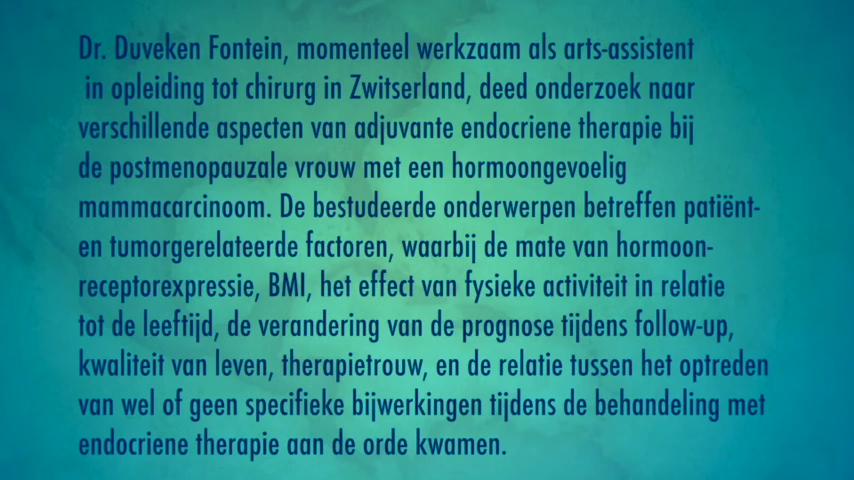 Dr. Duveken Fontein, momenteel werkzaam als arts-assistent
in opleiding tot chirurg in Zwitserland, deed onderzoek naar
verschillende aspecten van adjuvante endocriene therapie bij
de postmenopauzale vrouw met een hormoongevoelig
mammacarcinoom. De bestudeerde onderwerpen betreffen patiënt-
en tumorgerelateerde factoren, waarbij de mate van hormoon-
receptorexpressie, BMI, het effect van fysieke activiteit in relatie
tot de leeftijd, de verandering van de prognose tijdens follow-up,
kwaliteit van leven, therapietrouw, en de relatie tussen het optreden
van wel of geen specifieke bijwerkingen tijdens de behandeling met
endocriene therapie aan de orde kwamen.